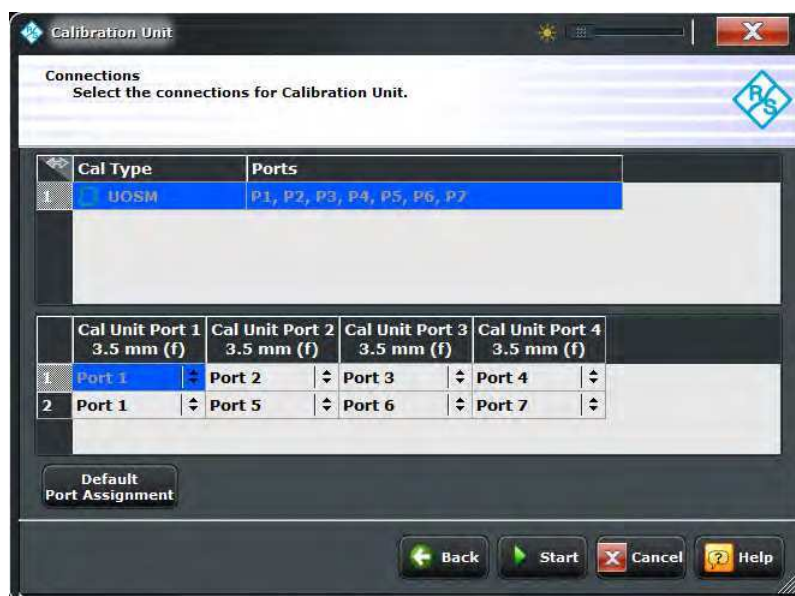 Calibration Unit
X
Connections
Select the connections for Calibration Unit.
R/S
Cal Type Ports
1 UOSM P1, P2, P3, P4, P5, P6, P7
Cal Unit Port 1 3.5 mm (f) Cal Unit Port 2 3.5 mm (f) Cal Unit Port 3 3.5 mm (f) Cal Unit Port 4 3.5 mm (f)
1 Port 1 Port 2 Port 3 Port 4
2 Port 1 Port 5 Port 6 Port 7
Default
Port Assignment
Back Start X Cancel ? Help